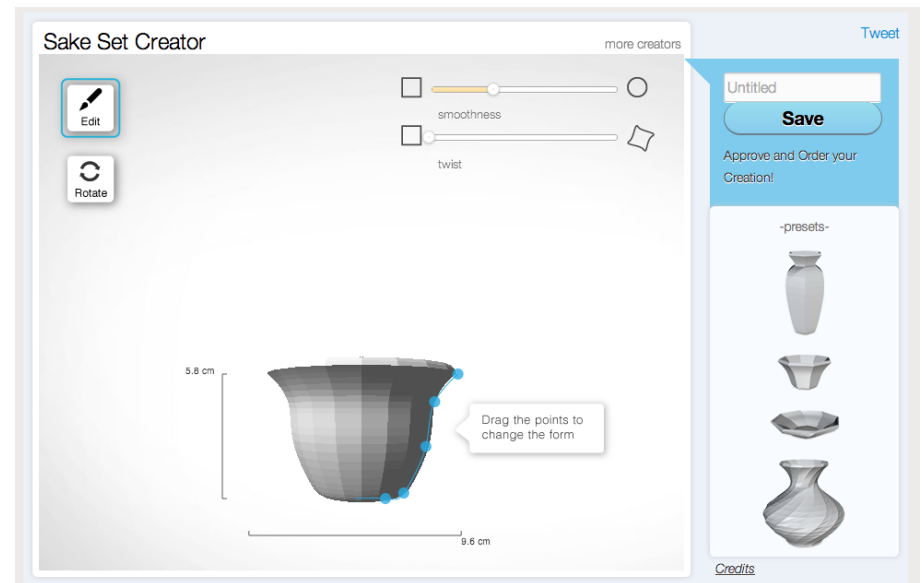 Sake Set Creator
more creators
Tweet
Edit
smoothness
twist
Rotate
Untitled
Save
Approve and Order your
Creation!
-presets-
5.8 cm
Drag the points to
change the form
9.6 cm
Credits